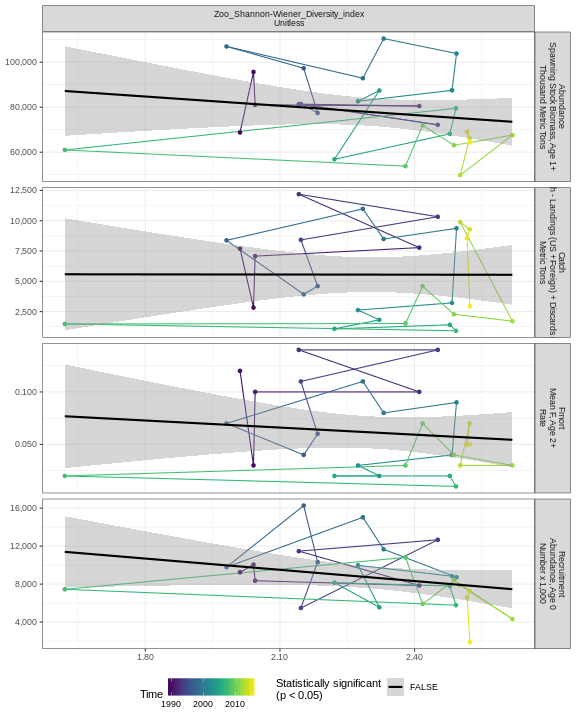 Zoo_Shannon-Wiener_Diversity_index
Unitless
100,000
80,000
60,000
Abundance
Spawning Stock Biomass, Age 1+
Thousand Metric Tons
12,500
10,000
7,500
5,000
2,500
Catch
h - Landings (US +Foreign) + Discards
Metric Tons
0.100
0.050
Fmort
Mean F, Age 2+
Rate
16,000
12,000
8,000
4,000
Recruitment
Abundance, Age 0
Number x 1,000
1.80
2.10
2.40
Time
1990
2000
2010
Statistically significant
(p < 0.05)
FALSE